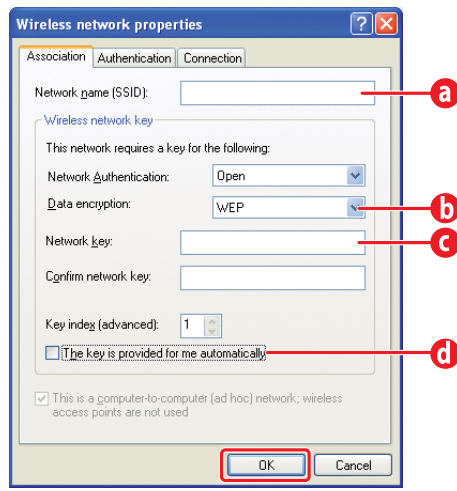 Wireless network properties
Association Authentication Connection
Network name (SSID): a
Wireless network key
This network requires a key for the following:
Network Authentication: Open
Data encryption: WEP b
Network key: c
Confirm network key:
Key index (advanced): 1
The key is provided for me automatically d
This is a computer-to-computer (ad hoc) network; wireless
access points are not used
OK Cancel